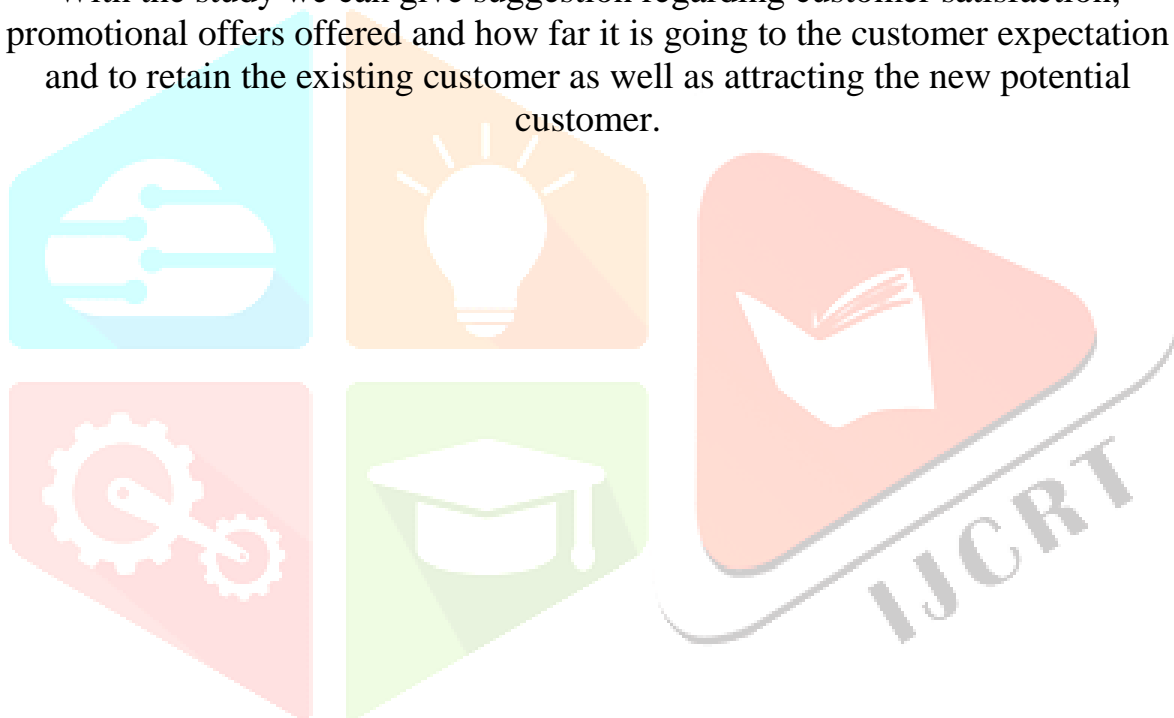 With the study we can give suggestion regarding customer satisfaction,
promotional offers offered and how far it is going to the customer expectation
and to retain the existing customer as well as attracting the new potential
customer.
IJCRT